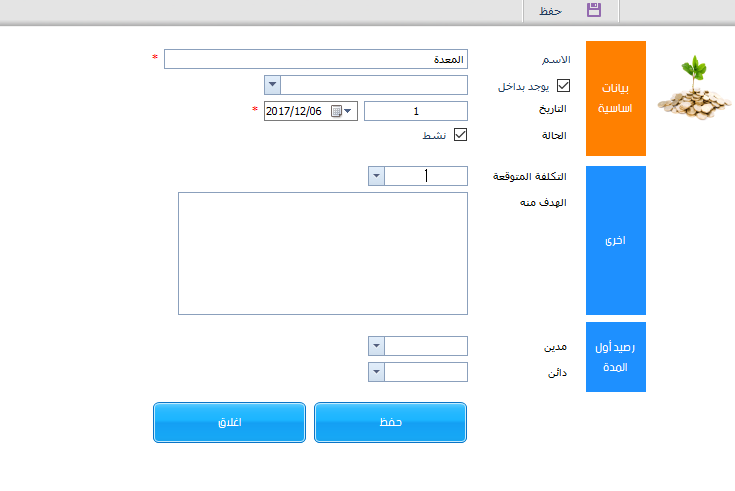 حفظ
بيانات
اساسية
الاسم
المعدة
*
يوجد بداخل
التاريخ
1
2017/12/06
*
الحالة
نشط
اخرى
التكلفة المتوقعة
1
الهدف منه
رصيد أول
المدة
مدين
دائن
حفظ
اغلاق